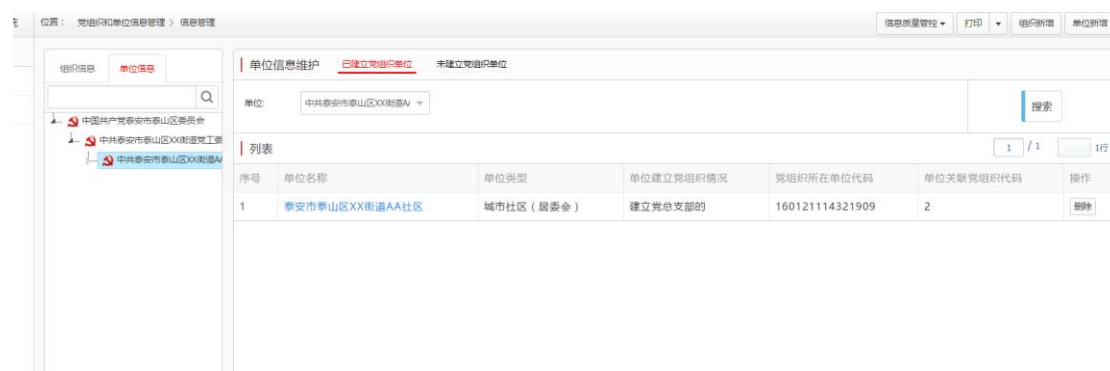 位置： 党组织和单位信息管理 > 信息管理
信息质量管控 打印 组织新增 单位新增
组织信息 单位信息
单位信息维护 已建立党组织单位 未建立党组织单位
单位: 中共泰安市泰山区XX街道A/
搜索
中国共产党泰安市泰山区委员会
中共泰安市泰山区XX街道党工委
中共泰安市泰山区XX街道A/
列表
1 / 1 1行
序号 单位名称 单位类型 单位建立党组织情况 党组织所在单位代码 单位关联党组织代码 操作
1 泰安市泰山区XX街道AA社区 城市社区（居委会） 建立党总支部的 160121114321909 2 删除